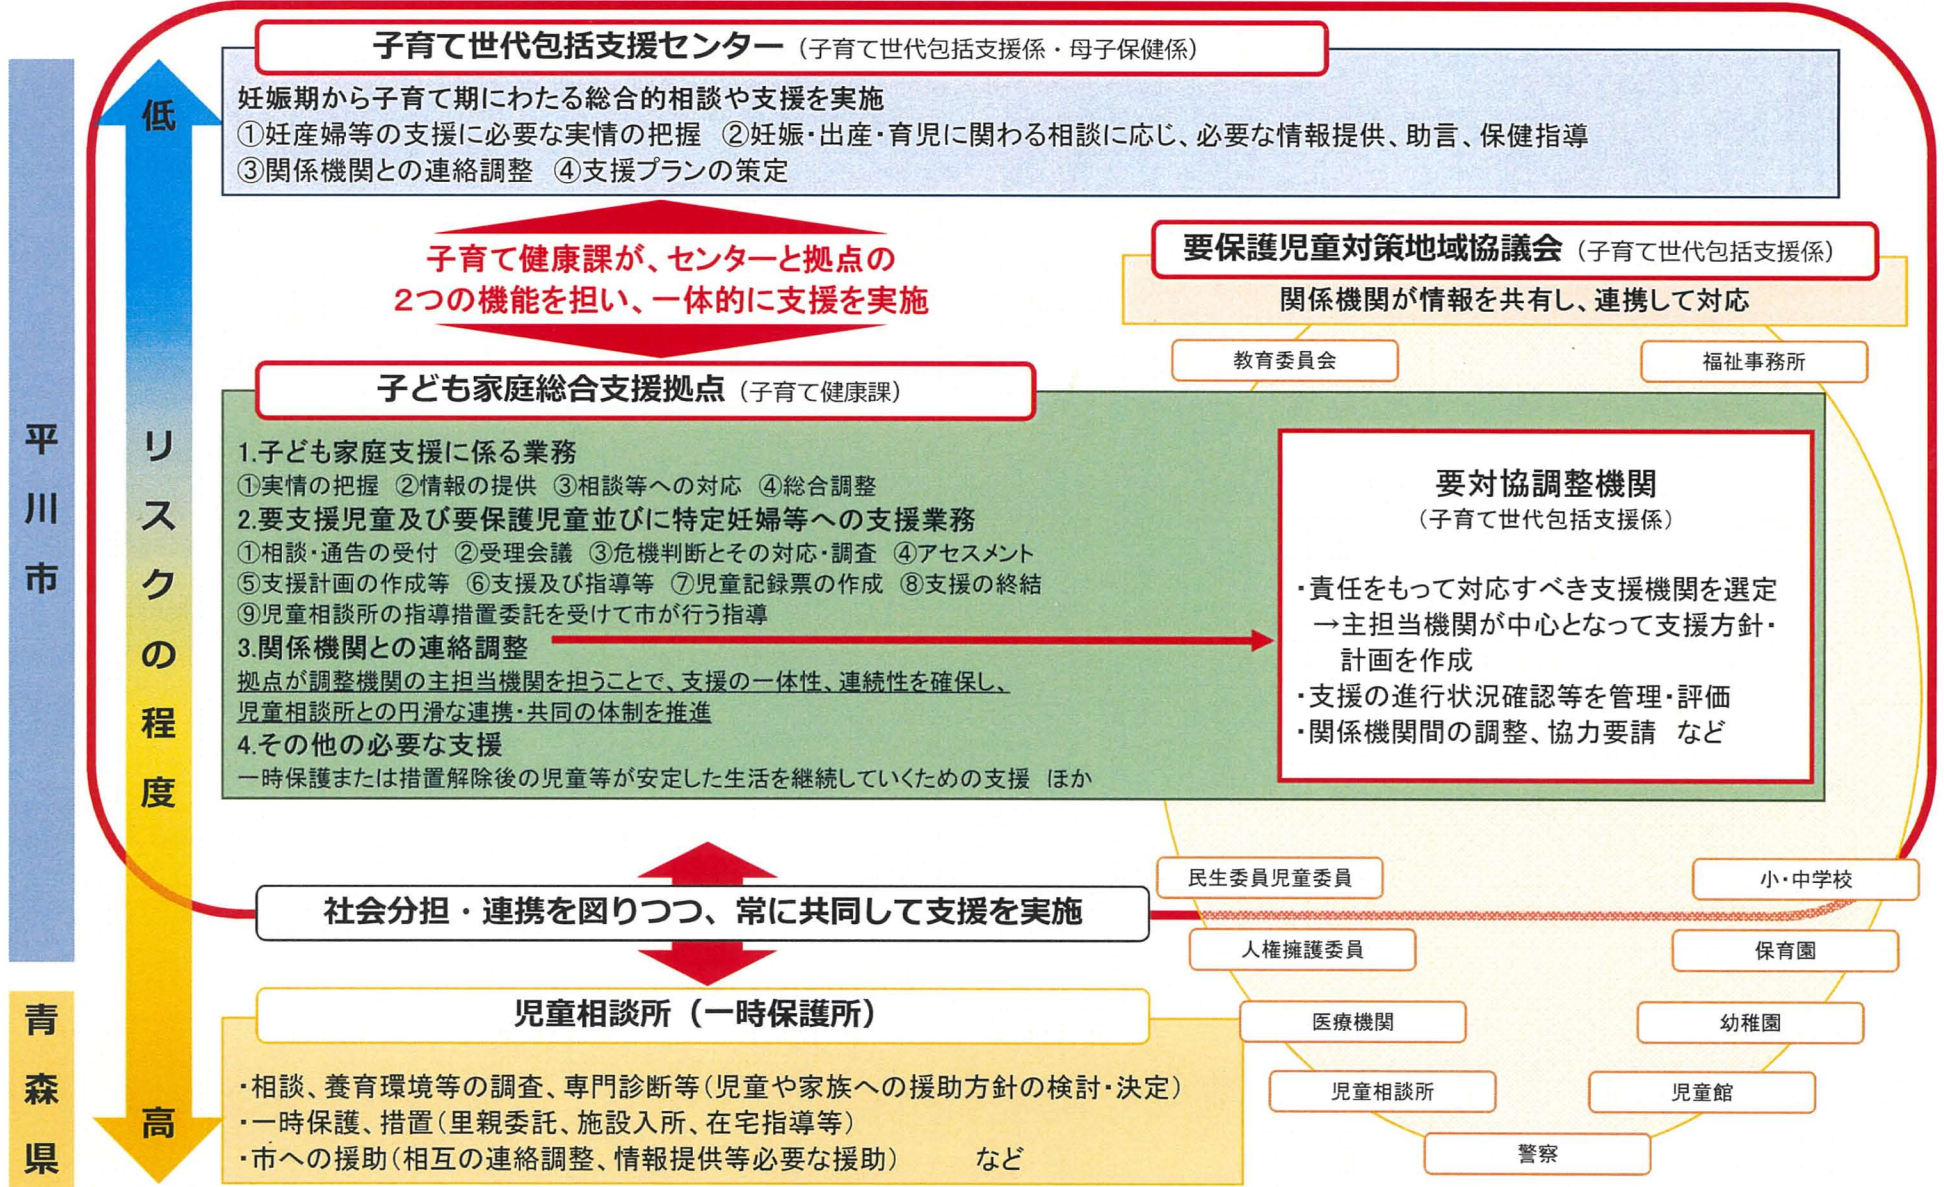 子育て世代包括支援センター（子育て世代包括支援係・母子保健係）
妊娠期から子育て期にわたる総合的相談や支援を実施
①妊産婦等の支援に必要な実情の把握 ②妊娠・出産・育児に関わる相談に応じ、必要な情報提供、助言、保健指導
③関係機関との連絡調整 ④支援プランの策定
平川市
低
リスクの程度
高
青森県
子育て健康課が、センターと拠点の
２つの機能を担い、一体的に支援を実施
要保護児童対策地域協議会（子育て世代包括支援係）
関係機関が情報を共有し、連携して対応
教育委員会
福祉事務所
子ども家庭総合支援拠点（子育て健康課）
1.子ども家庭支援に係る業務
①実情の把握 ②情報の提供 ③相談等への対応 ④総合調整
2.要支援児童及び要保護児童並びに特定妊婦等への支援業務
①相談・通告の受付 ②受理会議 ③危機判断とその対応・調査 ④アセスメント
⑤支援計画の作成等 ⑥支援及び指導等 ⑦児童記録票の作成 ⑧支援の終結
⑨児童相談所の指導措置委託を受けて市が行う指導
3.関係機関との連絡調整
拠点が調整機関の主担当機関を担うことで、支援の一体性、連続性を確保し、
児童相談所との円滑な連携・共同の体制を推進
4.その他の必要な支援
一時保護または措置解除後の児童等が安定した生活を継続していくための支援 ほか
要対協調整機関
（子育て世代包括支援係）
・責任をもって対応すべき支援機関を選定
→主担当機関が中心となって支援方針・
計画を作成
・支援の進行状況確認等を管理・評価
・関係機関間の調整、協力要請 など
社会分担・連携を図りつつ、常に共同して支援を実施
民生委員児童委員
小・中学校
人権擁護委員
保育園
医療機関
幼稚園
児童相談所
児童館
警察
児童相談所（一時保護所）
・相談、養育環境等の調査、専門診断等（児童や家族への援助方針の検討・決定）
・一時保護、措置（里親委託、施設入所、在宅指導等）
・市への援助（相互の連絡調整、情報提供等必要な援助） など